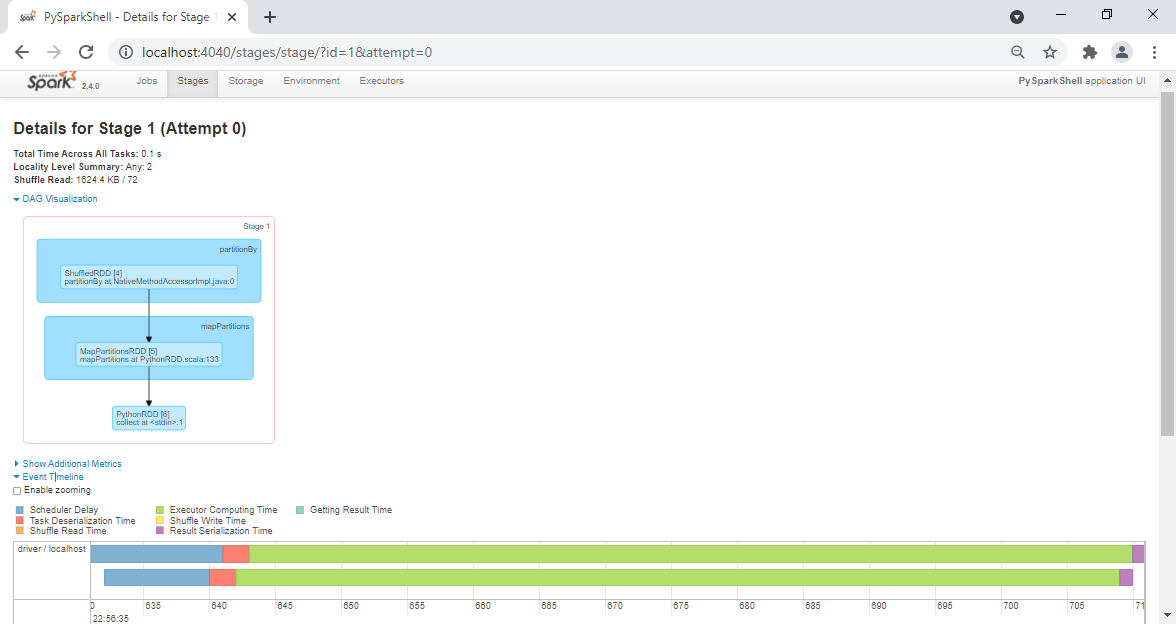 PySparkShell - Details for Stage 1
localhost:4040/stages/stage/?id=1&attempt=0
APACHE
Spark 2.4.0 Jobs Stages Storage Environment Executors PySparkShell application UI
Details for Stage 1 (Attempt 0)
Total Time Across All Tasks: 0.1 s
Locality Level Summary: Any: 2
Shuffle Read: 1624.4 KB / 72
DAG Visualization
Stage 1
partitionBy
ShuffledRDD [4]
partitionBy at NativeMethodAccessorImpl.java:0
mapPartitions
MapPartitionsRDD [5]
mapPartitions at PythonRDD.scala:133
PythonRDD [6]
collect at <stdin>:1
Show Additional Metrics
Event Timeline
Enable zooming
Scheduler Delay Executor Computing Time Getting Result Time
Task Deserialization Time Shuffle Write Time
Shuffle Read Time Result Serialization Time
driver / localhost
0 635 640 645 650 655 660 665 670 675 680 685 690 695 700 705 71
22:56:35